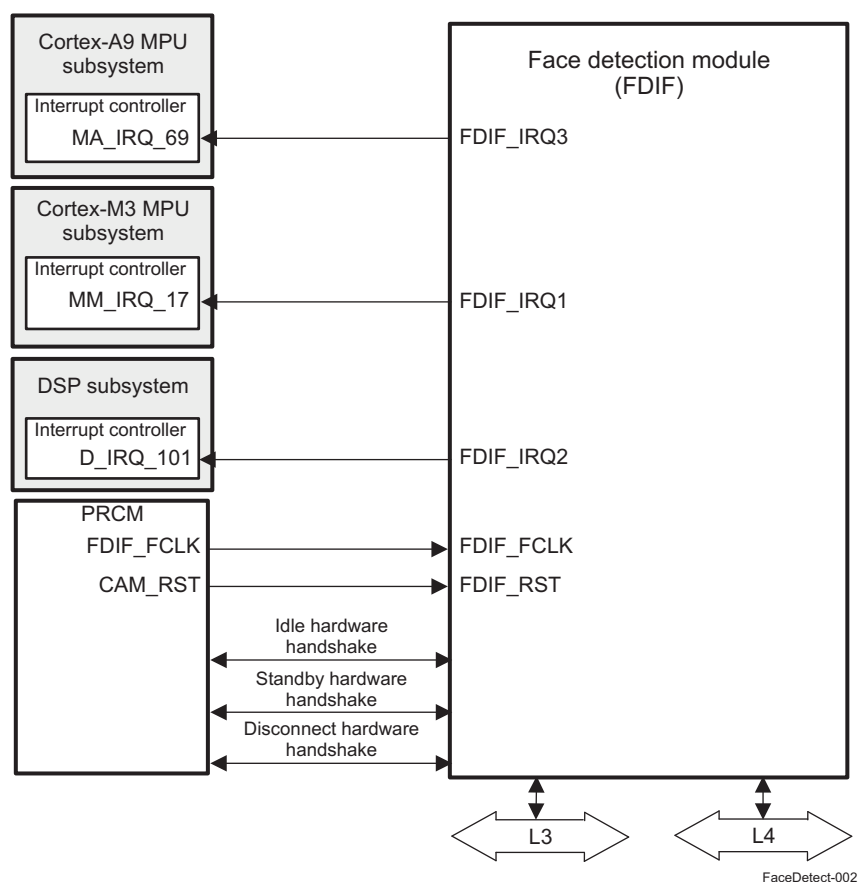 Cortex-A9 MPU
subsystem
Interrupt controller
MA_IRQ_69
Face detection module
(FDIF)
FDIF_IRQ3
Cortex-M3 MPU
subsystem
Interrupt controller
MM_IRQ_17
FDIF_IRQ1
DSP subsystem
Interrupt controller
D_IRQ_101
FDIF_IRQ2
PRCM
FDIF_FCLK
FDIF_FCLK
CAM_RST
FDIF_RST
Idle hardware
handshake
Standby hardware
handshake
Disconnect hardware
handshake
L3
L4
FaceDetect-002